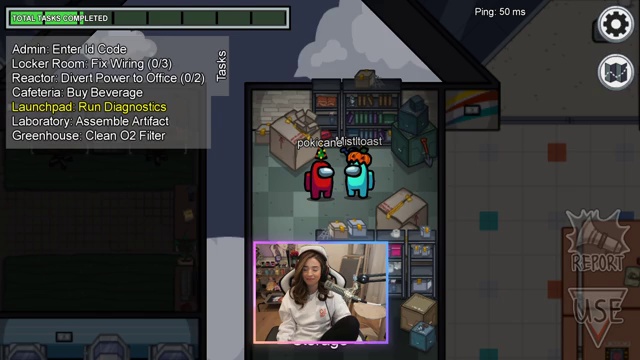 TOTAL TASKS COMPLETED
Ping: 50 ms
Admin: Enter Id Code
Locker Room: Fix Wiring (0/3)
Reactor: Divert Power to Office (0/2)
Cafeteria: Buy Beverage
Launchpad: Run Diagnostics
Laboratory: Assemble Artifact
Greenhouse: Clean O2 Filter
Tasks
pokicane
Mistltoast
REPORT
USE
Storage